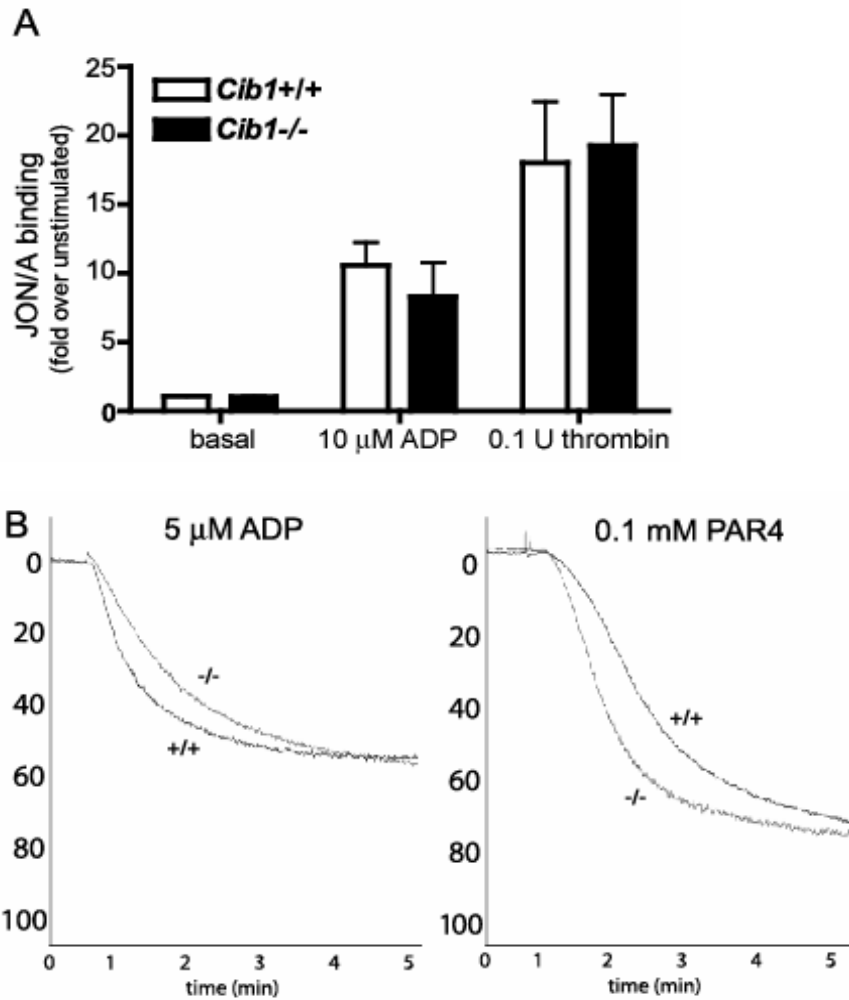 A
25
20
15
10
5
0
JON/A binding
(fold over unstimulated)
Cib1+/+
Cib1-/-
basal
10 μM ADP
0.1 U thrombin
B
5 μM ADP
0
20
40
60
80
100
-/-
+/+
0 1 2 3 4 5
time (min)
0.1 mM PAR4
0
20
40
60
80
100
+/+
-/-
0 1 2 3 4 5
time (min)